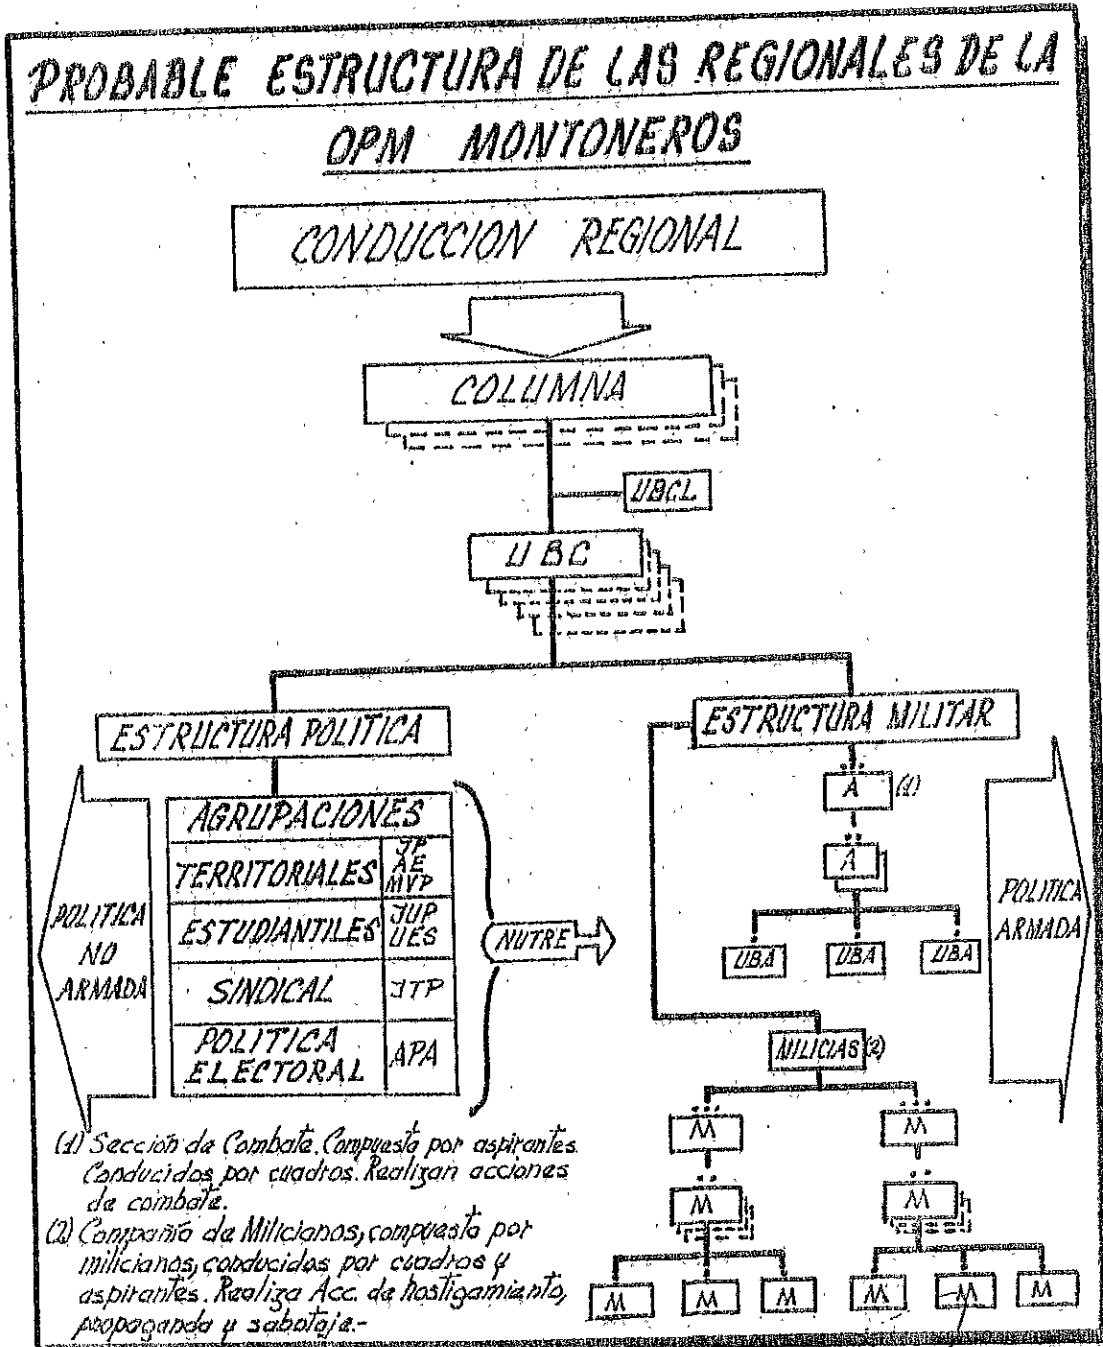 PROBABLE ESTRUCTURA DE LAS REGIONALES DE LA
OPM MONTONEROS
CONDUCCION REGIONAL
COLUMNA
UBCL
UBC
ESTRUCTURA POLITICA
ESTRUCTURA MILITAR
POLITICA
NO
ARMADA
AGRUPACIONES
TERRITORIALES
JP
AE
MVP
ESTUDIANTILES
JUP
UES
SINDICAL
JTP
POLITICA
ELECTORAL
APA
NUTRE
A (1)
A
UBA UBA UBA
POLITICA
ARMADA
MILICIAS (2)
M M
M M
M M M M M M
(1) Sección de Combate. Compuesta por aspirantes.
Conducidos por cuadros. Realizan acciones
de combate.
(2) Compañia de Milicianos, compuesta por
milicianos, conducidos por cuadros y
aspirantes. Realiza Acc. de hostigamiento,
propaganda y sabotaje.-